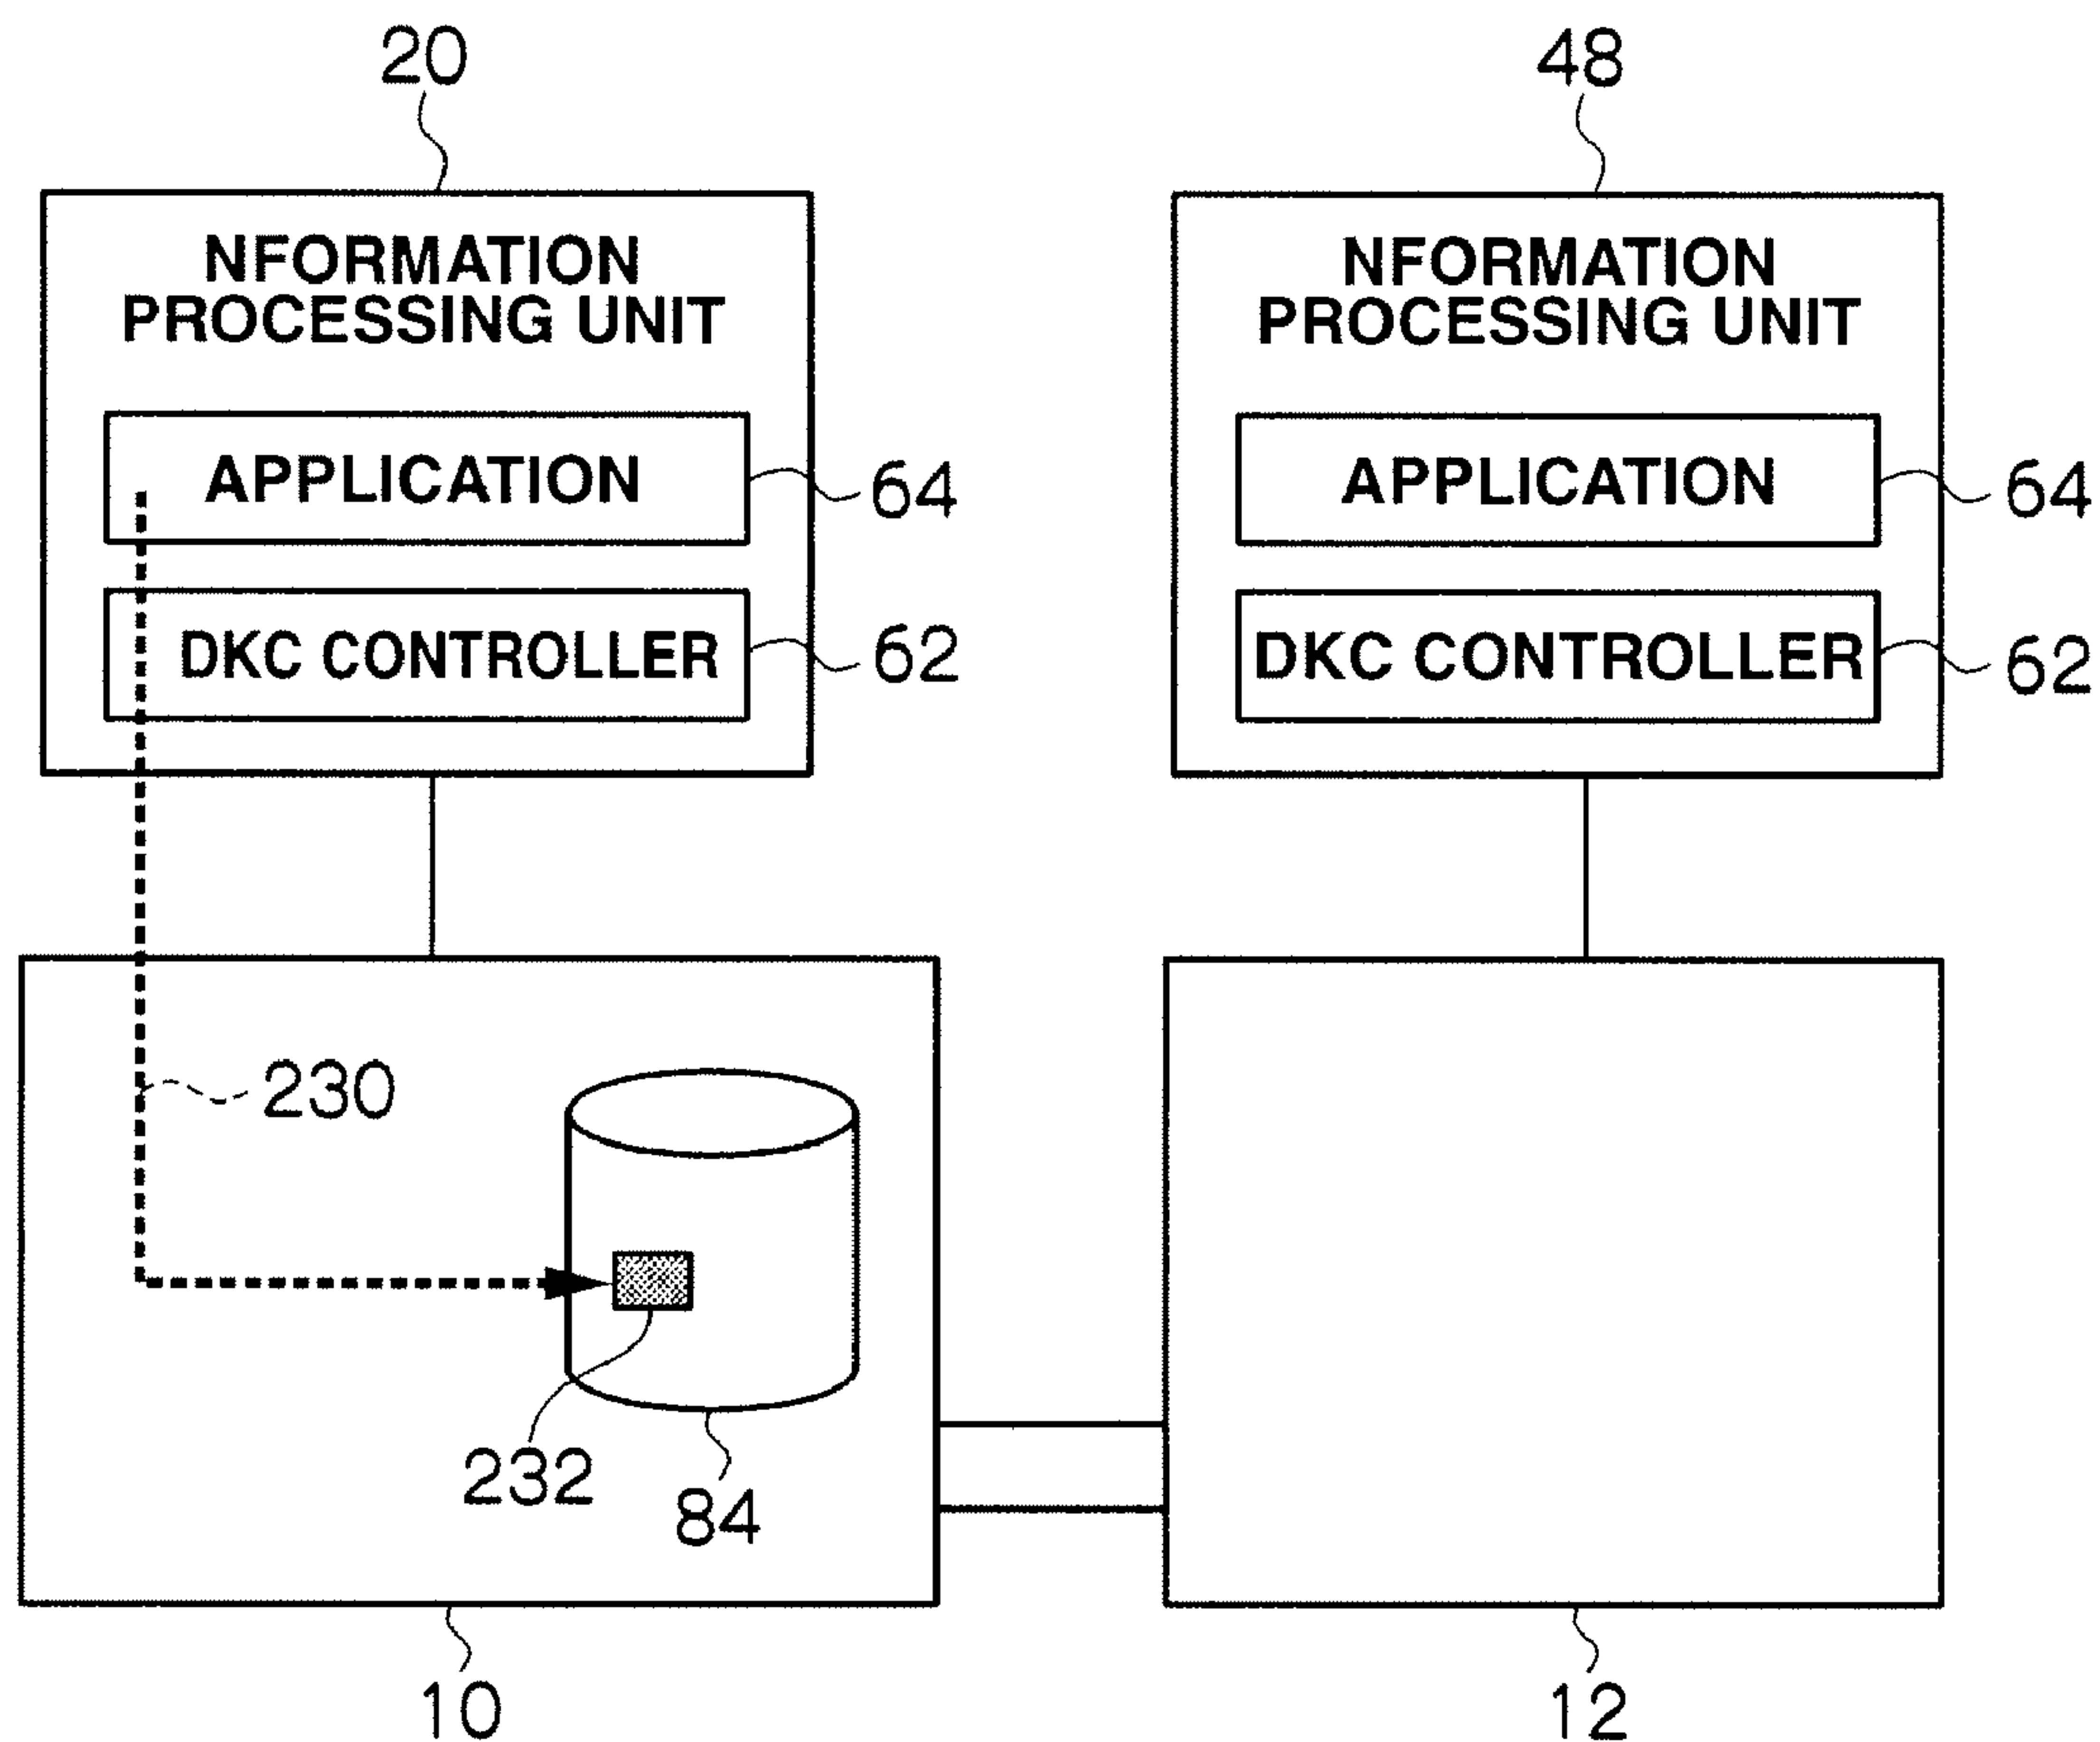 20
48
NFORMATION
PROCESSING UNIT
NFORMATION
PROCESSING UNIT
APPLICATION
64
APPLICATION
64
DKC CONTROLLER
62
DKC CONTROLLER
62
230
232
84
10
12